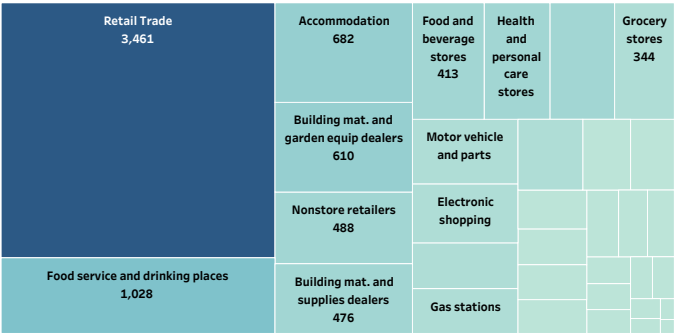 Retail Trade
3,461
Food service and drinking places
1,028
Accommodation
682
Building mat. and
garden equip dealers
610
Nonstore retailers
488
Building mat. and
supplies dealers
476
Food and
beverage
stores
413
Health
and
personal
care
stores
Grocery
stores
344
Motor vehicle
and parts
Electronic
shopping
Gas stations